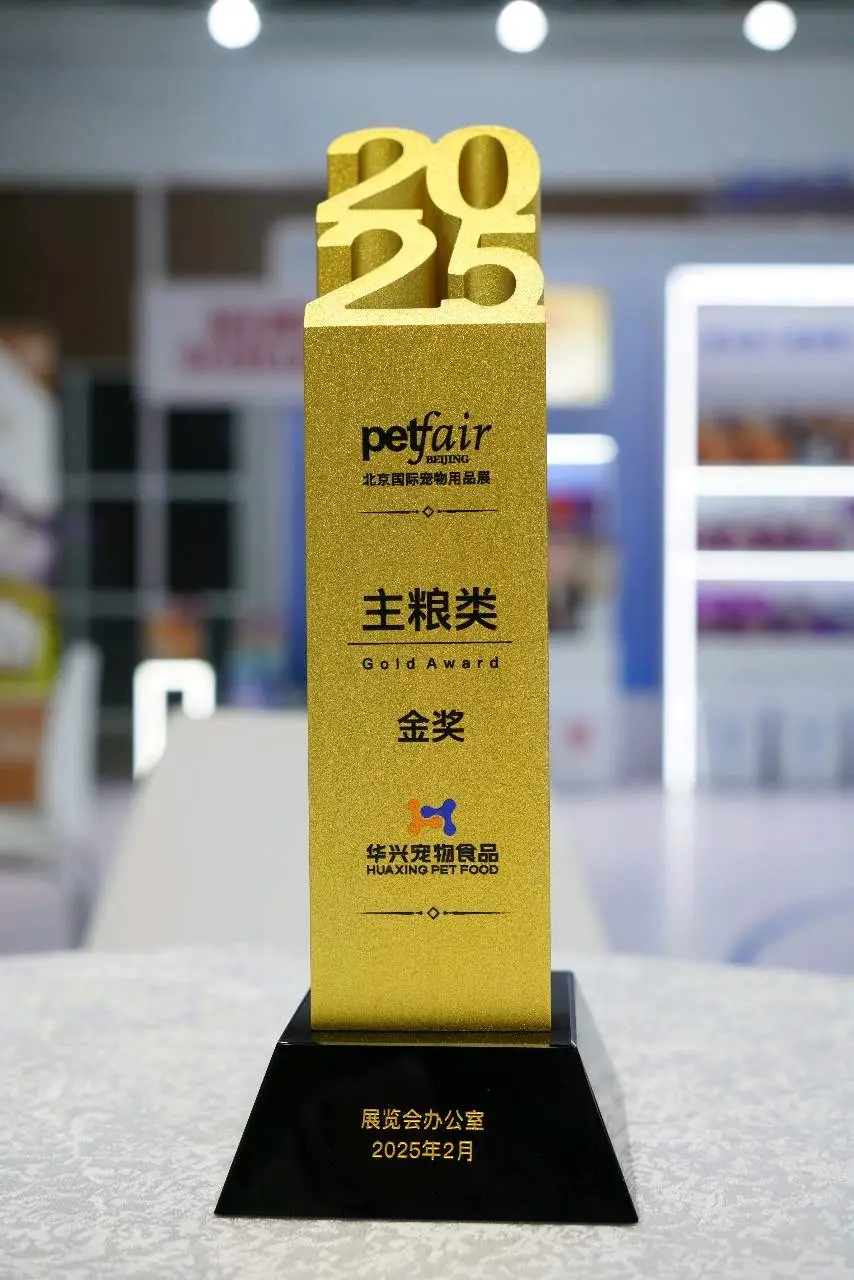 20
25
petfair
BEIJING
北京国际宠物用品展
主粮类
Gold Award
金奖
华兴宠物食品
HUAXING PET FOOD
展览会办公室
2025年2月